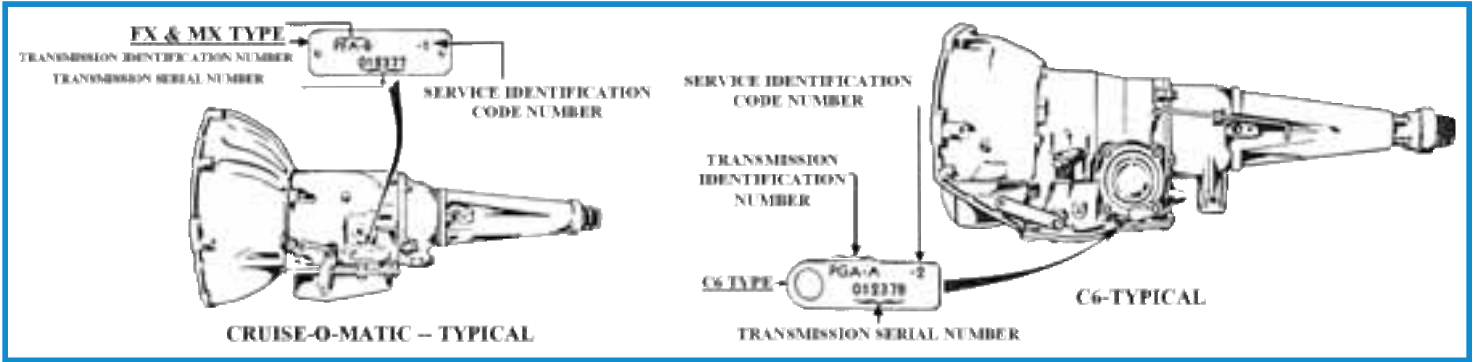 FX & MX TYPE
TRANSMISSION IDENTIFICATION NUMBER
TRANSMISSION SERIAL NUMBER
-1
SERVICE IDENTIFICATION
CODE NUMBER
CRUISE-O-MATIC -- TYPICAL
SERVICE IDENTIFICATION
CODE NUMBER
TRANSMISSION
IDENTIFICATION
NUMBER
C6 TYPE
PGA-A -2
012378
TRANSMISSION SERIAL NUMBER
C6-TYPICAL